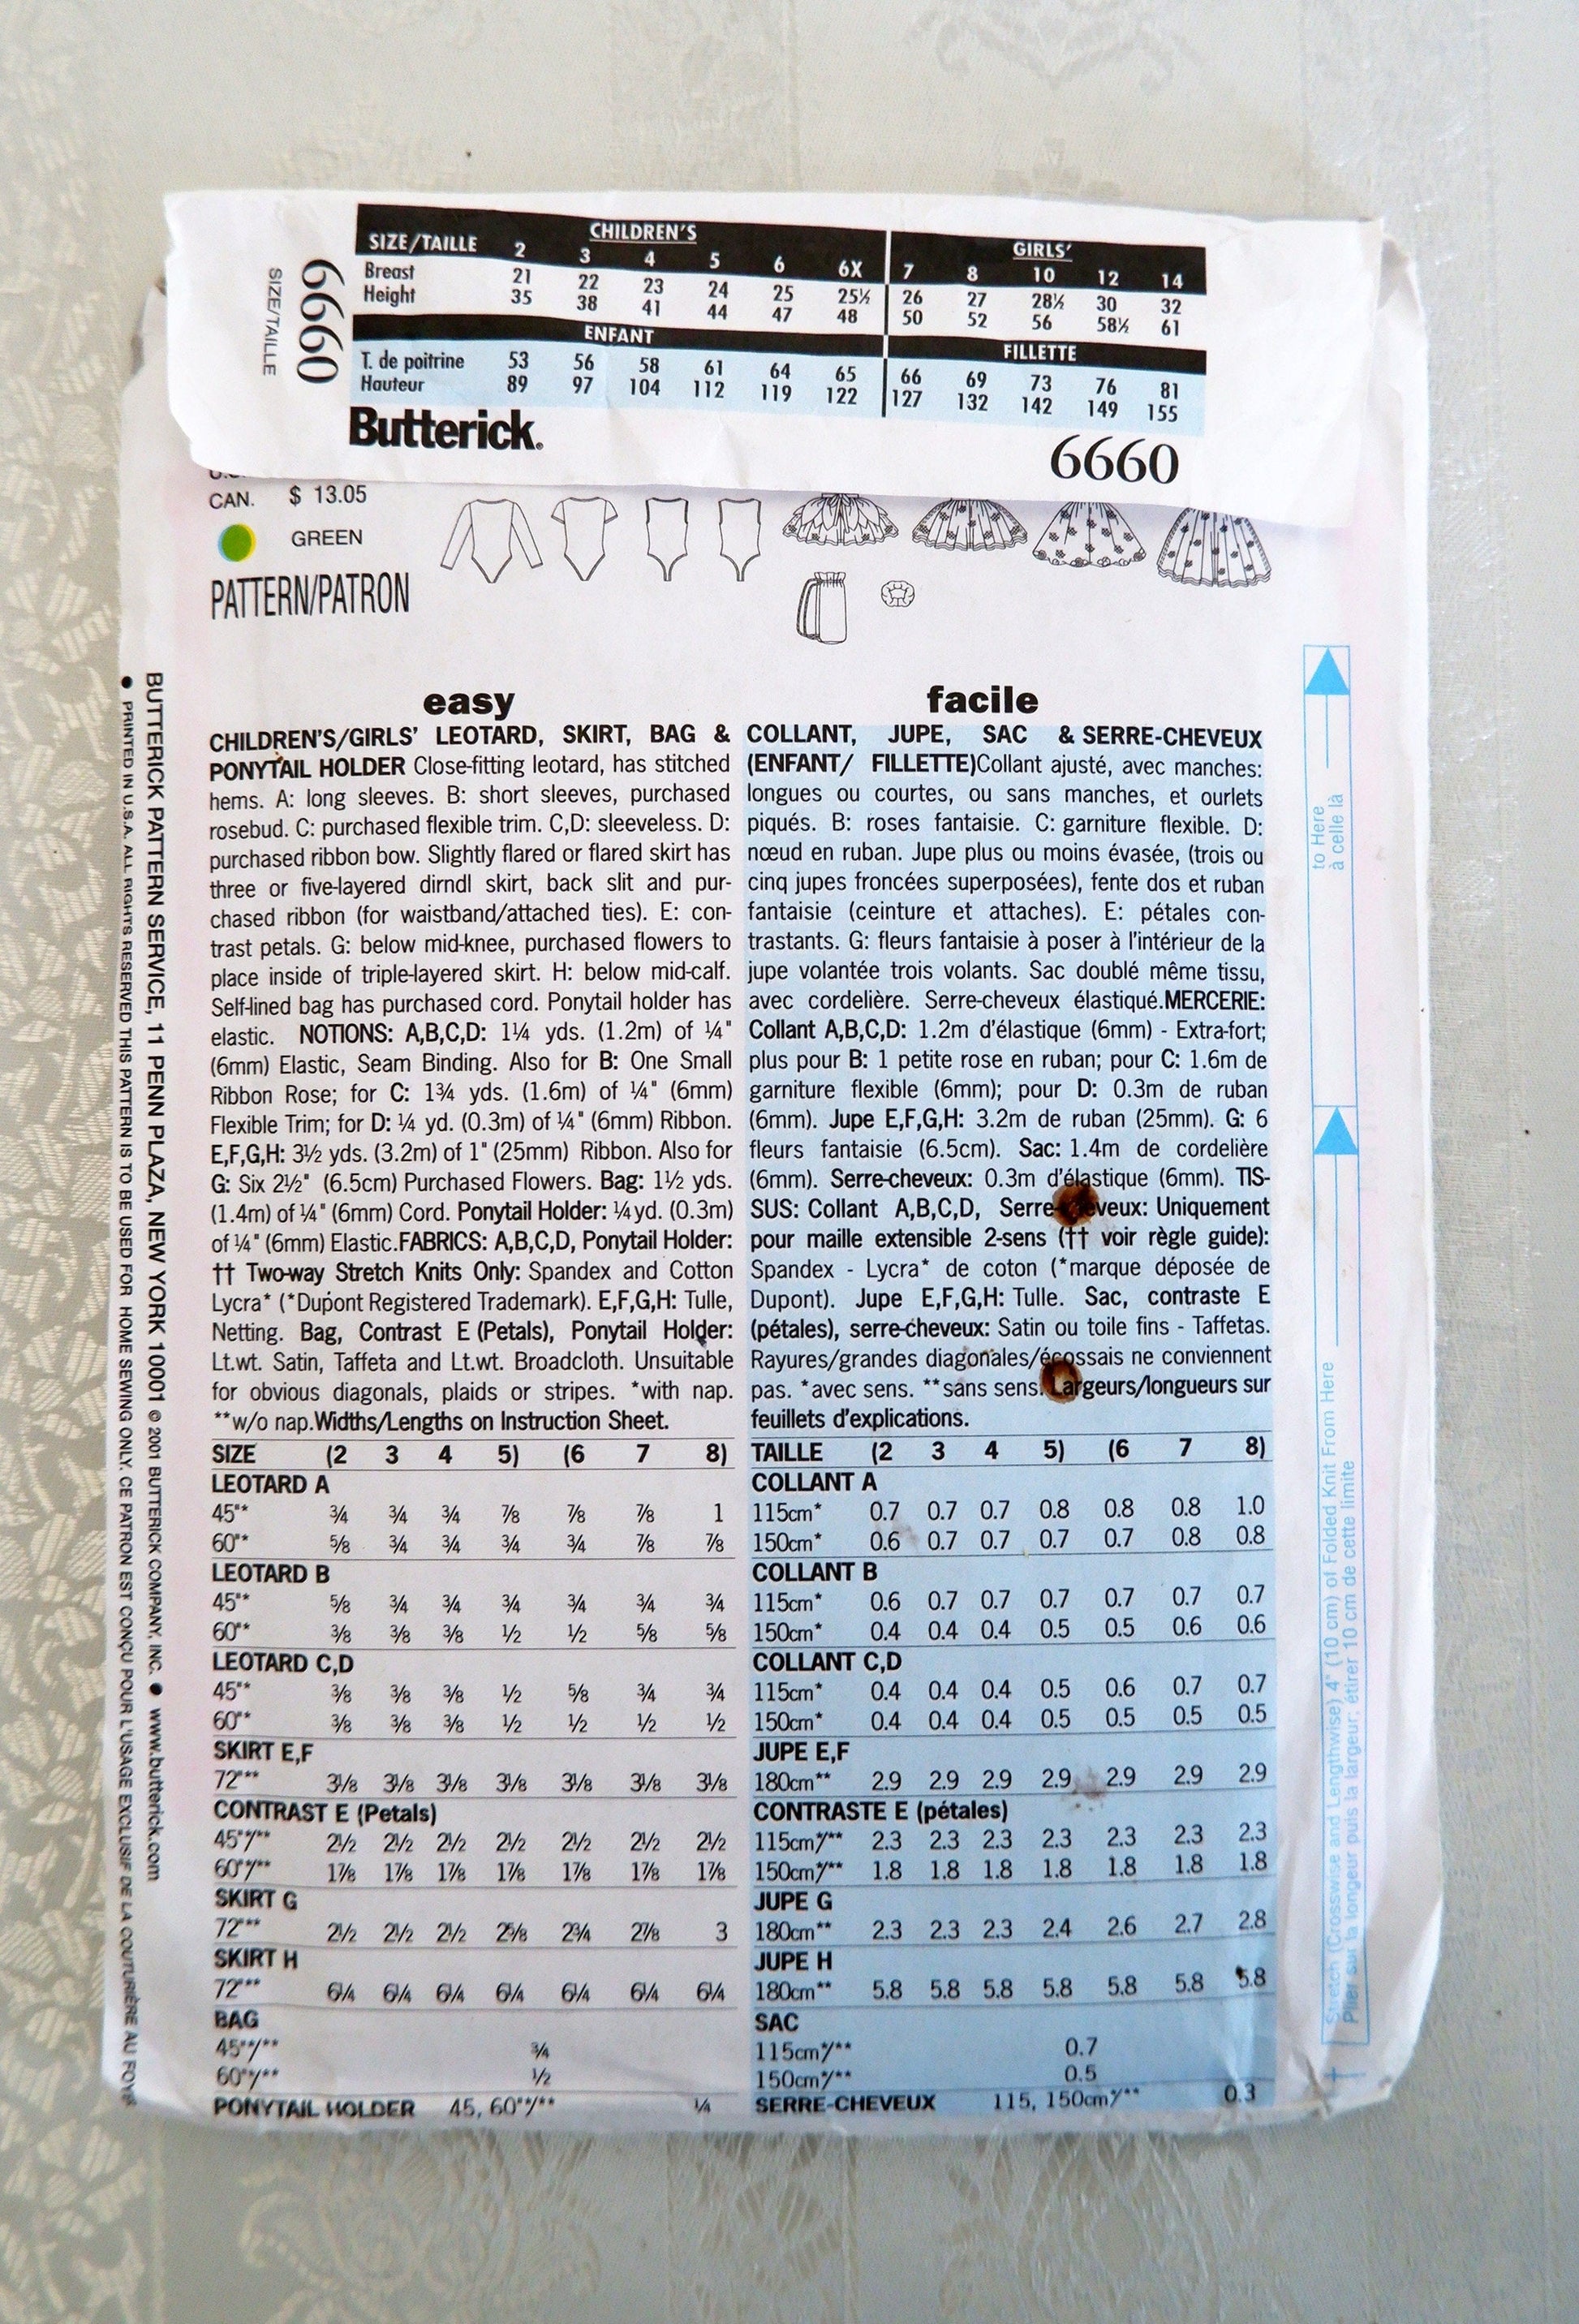 CHILDREN'S GIRLS'
SIZE/TAILLE 2 3 4 5 6 6X 7 8 10 12 14
Breast 21 22 23 24 25 25½ 26 27 28½ 30 32
Height 35 38 41 44 47 48 50 52 56 58½ 61
ENFANT FILLETTE
T. de poitrine 53 56 58 61 64 65 66 69 73 76 81
Hauteur 89 97 104 112 119 122 127 132 142 149 155
6660
SIZE/TAILLE
Butterick.
6660
CAN. $ 13.05
GREEN
PATTERN/PATRON
easy
CHILDREN'S/GIRLS' LEOTARD, SKIRT, BAG &
PONYTAIL HOLDER Close-fitting leotard, has stitched
hems. A: long sleeves. B: short sleeves, purchased
rosebud. C: purchased flexible trim. C,D: sleeveless. D:
purchased ribbon bow. Slightly flared or flared skirt has
three or five-layered dirndl skirt, back slit and pur-
chased ribbon (for waistband/attached ties). E: con-
trast petals. G: below mid-knee, purchased flowers to
place inside of triple-layered skirt. H: below mid-calf.
Self-lined bag has purchased cord. Ponytail holder has
elastic. NOTIONS: A,B,C,D: 1¼ yds. (1.2m) of ¼"
(6mm) Elastic, Seam Binding. Also for B: One Small
Ribbon Rose; for C: 1¾ yds. (1.6m) of ¼" (6mm)
Flexible Trim; for D: ¼ yd. (0.3m) of ¼" (6mm) Ribbon.
E,F,G,H: 3½ yds. (3.2m) of 1" (25mm) Ribbon. Also for
G: Six 2½" (6.5cm) Purchased Flowers. Bag: 1½ yds.
(1.4m) of ¼" (6mm) Cord. Ponytail Holder: ¼ yd. (0.3m)
of ¼" (6mm) Elastic.FABRICS: A,B,C,D, Ponytail Holder:
†† Two-way Stretch Knits Only: Spandex and Cotton
Lycra* (*Dupont Registered Trademark). E,F,G,H: Tulle,
Netting. Bag, Contrast E (Petals), Ponytail Holder:
Lt.wt. Satin, Taffeta and Lt.wt. Broadcloth. Unsuitable
for obvious diagonals, plaids or stripes. *with nap.
**w/o nap.Widths/Lengths on Instruction Sheet.
SIZE (2 3 4 5) (6 7 8)
LEOTARD A
45"* ¾ ¾ ¾ ⅞ ⅞ ⅞ 1
60"* ⅝ ¾ ¾ ¾ ¾ ⅞ ⅞
LEOTARD B
45"* ⅝ ¾ ¾ ¾ ¾ ¾ ¾
60"* ⅜ ⅜ ⅜ ½ ½ ⅝ ⅝
LEOTARD C,D
45"* ⅜ ⅜ ⅜ ½ ⅝ ¾ ¾
60"* ⅜ ⅜ ⅜ ½ ½ ½ ½
SKIRT E,F
72"** 3⅛ 3⅛ 3⅛ 3⅛ 3⅛ 3⅛ 3⅛
CONTRAST E (Petals)
45"*/** 2½ 2½ 2½ 2½ 2½ 2½ 2½
60"*/** 1⅞ 1⅞ 1⅞ 1⅞ 1⅞ 1⅞ 1⅞
SKIRT G
72"** 2½ 2½ 2½ 2⅝ 2¾ 2⅞ 3
SKIRT H
72"** 6¼ 6¼ 6¼ 6¼ 6¼ 6¼ 6¼
BAG
45"*/** ¾
60"*/** ½
PONYTAIL HOLDER 45, 60"*/** ¼
facile
COLLANT, JUPE, SAC & SERRE-CHEVEUX
(ENFANT/ FILLETTE)Collant ajusté, avec manches:
longues ou courtes, ou sans manches, et ourlets
piqués. B: roses fantaisie. C: garniture flexible. D:
nœud en ruban. Jupe plus ou moins évasée, (trois ou
cinq jupes froncées superposées), fente dos et ruban
fantaisie (ceinture et attaches). E: pétales con-
trastants. G: fleurs fantaisie à poser à l'intérieur de la
jupe volantée trois volants. Sac doublé même tissu,
avec cordelière. Serre-cheveux élastiqué.MERCERIE:
Collant A,B,C,D: 1.2m d'élastique (6mm) - Extra-fort;
plus pour B: 1 petite rose en ruban; pour C: 1.6m de
garniture flexible (6mm); pour D: 0.3m de ruban
(6mm). Jupe E,F,G,H: 3.2m de ruban (25mm). G: 6
fleurs fantaisie (6.5cm). Sac: 1.4m de cordelière
(6mm). Serre-cheveux: 0.3m d'élastique (6mm). TIS-
SUS: Collant A,B,C,D, Serre-cheveux: Uniquement
pour maille extensible 2-sens (†† voir règle guide):
Spandex - Lycra* de coton (*marque déposée de
Dupont). Jupe E,F,G,H: Tulle. Sac, contraste E
(pétales), serre-cheveux: Satin ou toile fins - Taffetas.
Rayures/grandes diagonales/écossais ne conviennent
pas. *avec sens. **sans sens. Largeurs/longueurs sur
feuillets d'explications.
TAILLE (2 3 4 5) (6 7 8)
COLLANT A
115cm* 0.7 0.7 0.7 0.8 0.8 0.8 1.0
150cm* 0.6 0.7 0.7 0.7 0.7 0.8 0.8
COLLANT B
115cm* 0.6 0.7 0.7 0.7 0.7 0.7 0.7
150cm* 0.4 0.4 0.4 0.5 0.5 0.6 0.6
COLLANT C,D
115cm* 0.4 0.4 0.4 0.5 0.6 0.7 0.7
150cm* 0.4 0.4 0.4 0.5 0.5 0.5 0.5
JUPE E,F
180cm** 2.9 2.9 2.9 2.9 2.9 2.9 2.9
CONTRASTE E (pétales)
115cm*/** 2.3 2.3 2.3 2.3 2.3 2.3 2.3
150cm*/** 1.8 1.8 1.8 1.8 1.8 1.8 1.8
JUPE G
180cm** 2.3 2.3 2.3 2.4 2.6 2.7 2.8
JUPE H
180cm** 5.8 5.8 5.8 5.8 5.8 5.8 5.8
SAC
115cm*/** 0.7
150cm*/** 0.5
SERRE-CHEVEUX 115, 150cm*/** 0.3
BUTTERICK PATTERN SERVICE, 11 PENN PLAZA, NEW YORK 10001 © 2001 BUTTERICK COMPANY, INC. ● www.butterick.com
● PRINTED IN U.S.A. ALL RIGHTS RESERVED THIS PATTERN IS TO BE USED FOR HOME SEWING ONLY. CE PATRON EST CONÇU POUR L'USAGE EXCLUSIF DE LA COUTURIÈRE AU FOYER
Stretch (Crosswise and Lengthwise) 4" (10 cm) of Folded Knit From Here
Plier sur la longeur puis la largeur; étirer 10 cm de cette limite
to Here
à celle là